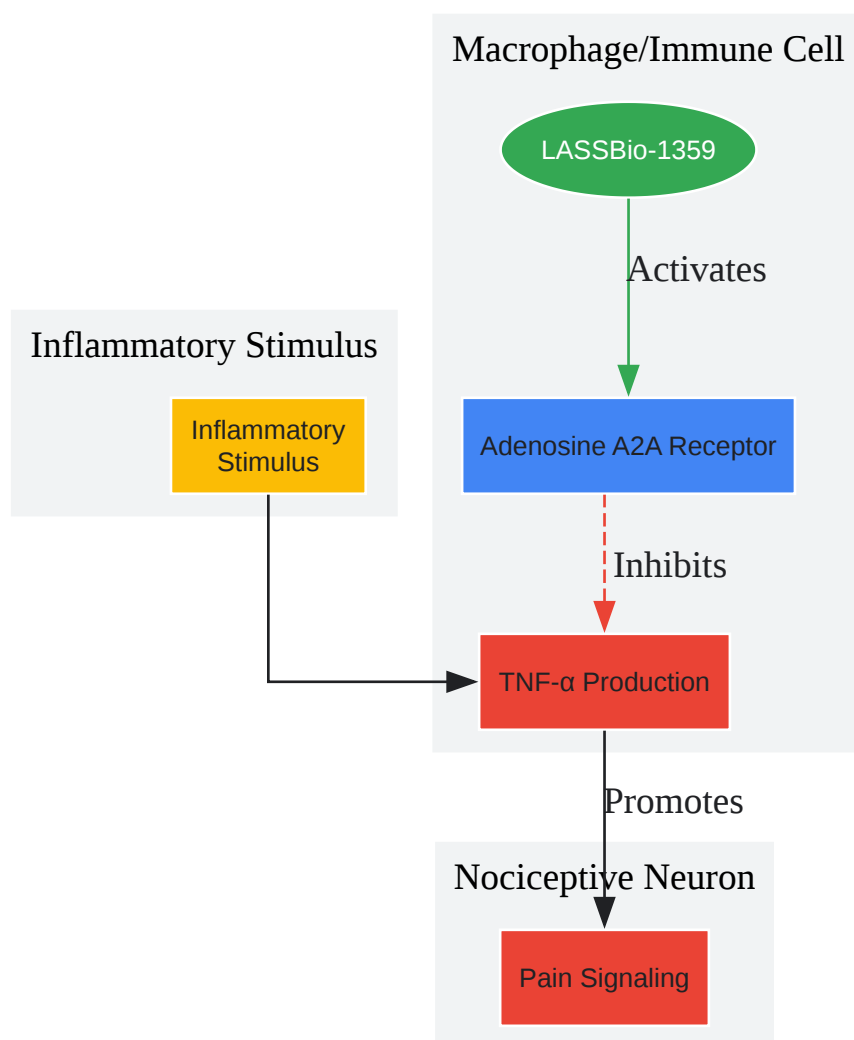 Macrophage/Immune Cell
LASSBio-1359
Activates
Inflammatory Stimulus
Inflammatory
Stimulus
Adenosine A2A Receptor
Inhibits
TNF-α Production
Promotes
Nociceptive Neuron
Pain Signaling